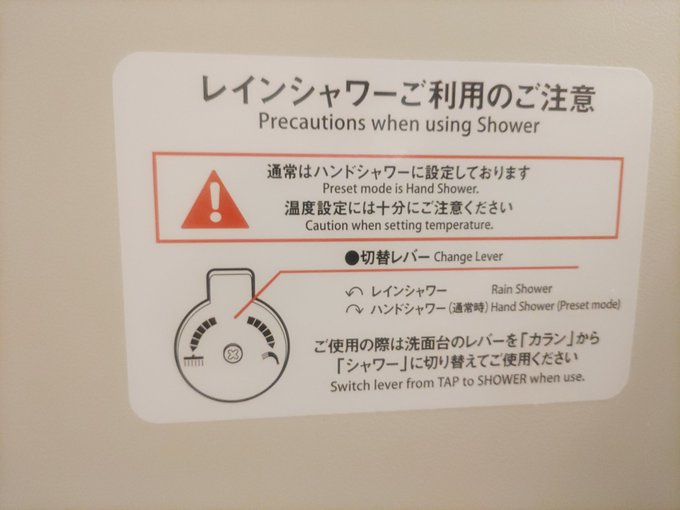 レインシャワーご利用のご注意
Precautions when using Shower
通常はハンドシャワーに設定しております
Preset mode is Hand Shower.
温度設定には十分にご注意ください
Caution when setting temperature.
●切替レバー Change Lever
レインシャワー Rain Shower
ハンドシャワー（通常時）Hand Shower (Preset mode)
ご使用の際は洗面台のレバーを「カラン」から
「シャワー」に切り替えてご使用ください
Switch lever from TAP to SHOWER when use.